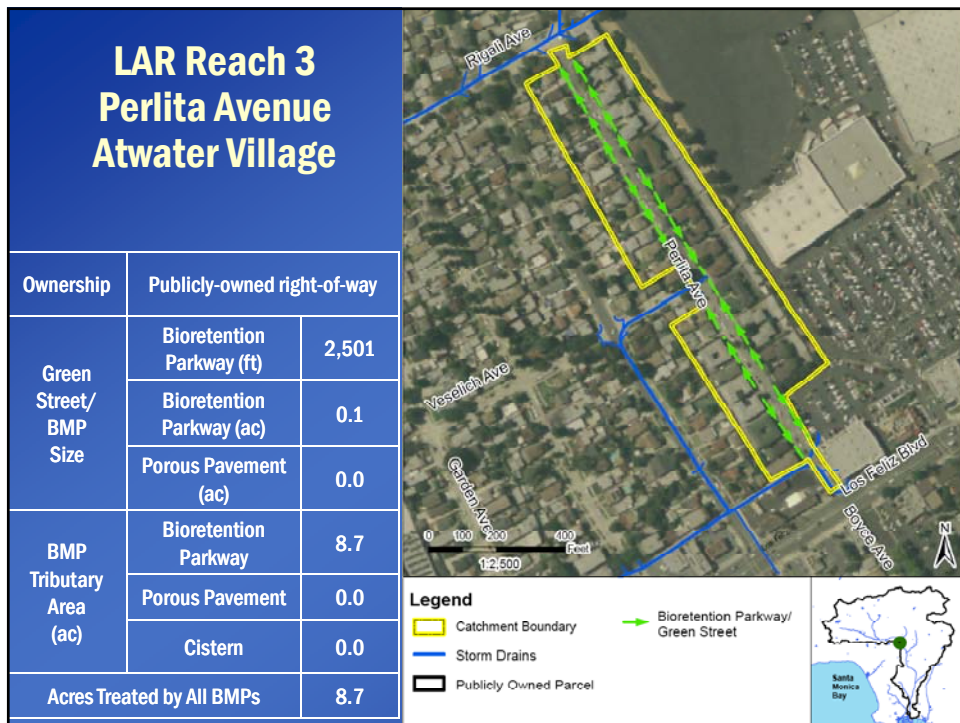 LAR Reach 3
Perlita Avenue
Atwater Village
Ownership
Publicly-owned right-of-way
Green
Street/
BMP
Size
Bioretention
Parkway (ft)
2,501
Bioretention
Parkway (ac)
0.1
Porous Pavement
(ac)
0.0
BMP
Tributary
Area
(ac)
Bioretention
Parkway
8.7
Porous Pavement
0.0
Cistern
0.0
Acres Treated by All BMPs
8.7
Rigali Ave
Perlita Ave
Veselich Ave
Garden Ave
Los Feliz Blvd
Boyce Ave
0 100 200 400
Feet
1:2,500
N
Legend
Catchment Boundary
Storm Drains
Publicly Owned Parcel
Bioretention Parkway/
Green Street
Santa
Monica
Bay